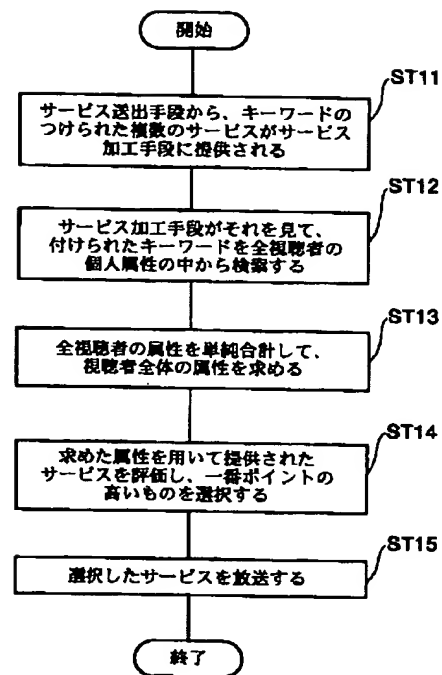 開始
ST11
サービス送出手段から、キーワードの
つけられた複数のサービスがサービス
加工手段に提供される
ST12
サービス加工手段がそれを見て、
付けられたキーワードを全視聴者の
個人属性の中から検索する
ST13
全視聴者の属性を単純合計して、
視聴者全体の属性を求める
ST14
求めた属性を用いて提供された
サービスを評価し、一番ポイントの
高いものを選択する
ST15
選択したサービスを放送する
終了